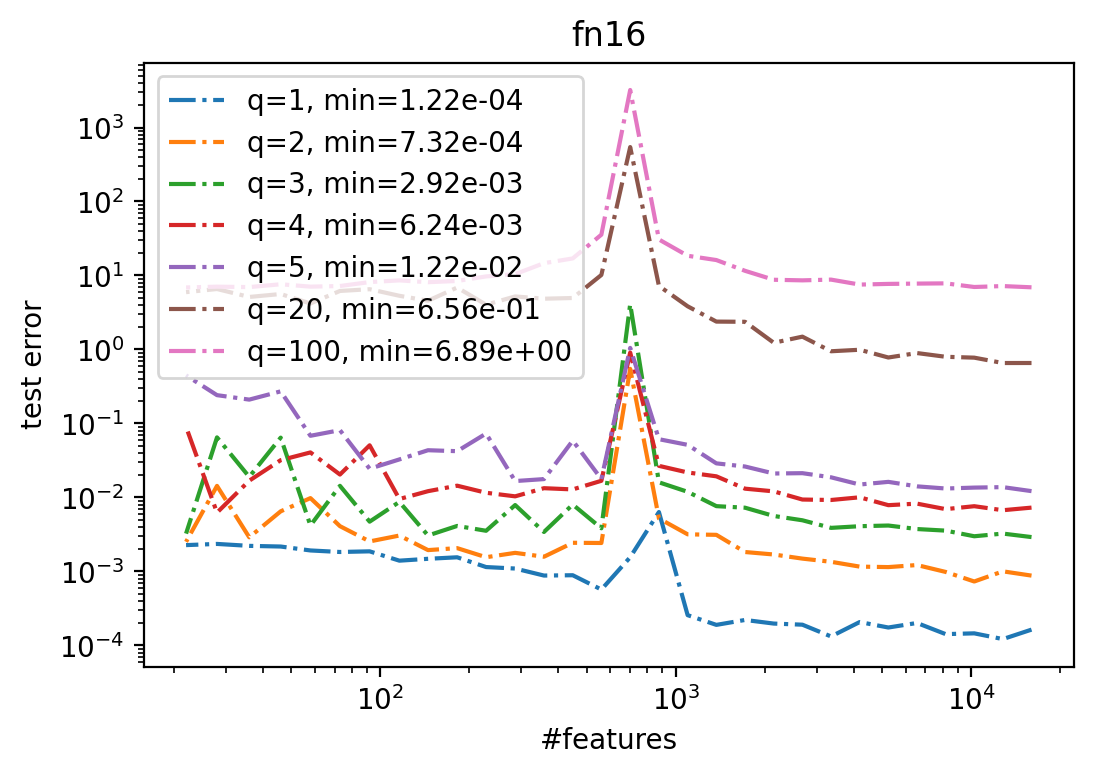 fn16
q=1, min=1.22e-04
q=2, min=7.32e-04
q=3, min=2.92e-03
q=4, min=6.24e-03
q=5, min=1.22e-02
q=20, min=6.56e-01
q=100, min=6.89e+00
test error
10³
10²
10¹
10⁰
10⁻¹
10⁻²
10⁻³
10⁻⁴
10² 10³ 10⁴
#features